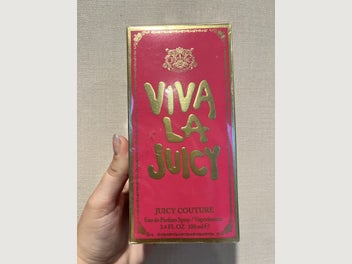 VIVA
LA
JUICY
JUICY COUTURE
Eau de Parfum Spray / Vaporisateur
3.4 FL OZ 100 ml ℮